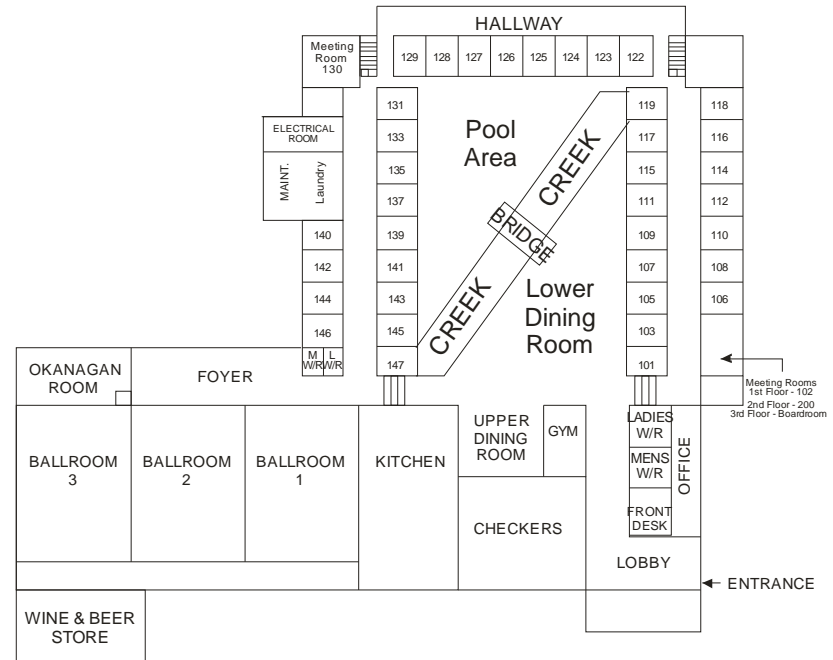 HALLWAY
Meeting
Room
130
129 128 127 126 125 124 123 122
131
119
118
ELECTRICAL
ROOM
133
Pool
Area
117
116
MAINT.
Laundry
135
CREEK
115
114
137
111
112
BRIDGE
140
139
109
110
142
141
107
108
CREEK
Lower
Dining
Room
144
143
105
106
146
145
103
M
W/R
L
W/R
147
101
OKANAGAN
ROOM
FOYER
Meeting Rooms
1st Floor - 102
2nd Floor - 200
3rd Floor - Boardroom
UPPER
DINING
ROOM
GYM
LADIES
W/R
OFFICE
BALLROOM
3
BALLROOM
2
BALLROOM
1
KITCHEN
MENS
W/R
CHECKERS
FRONT
DESK
LOBBY
ENTRANCE
WINE & BEER
STORE